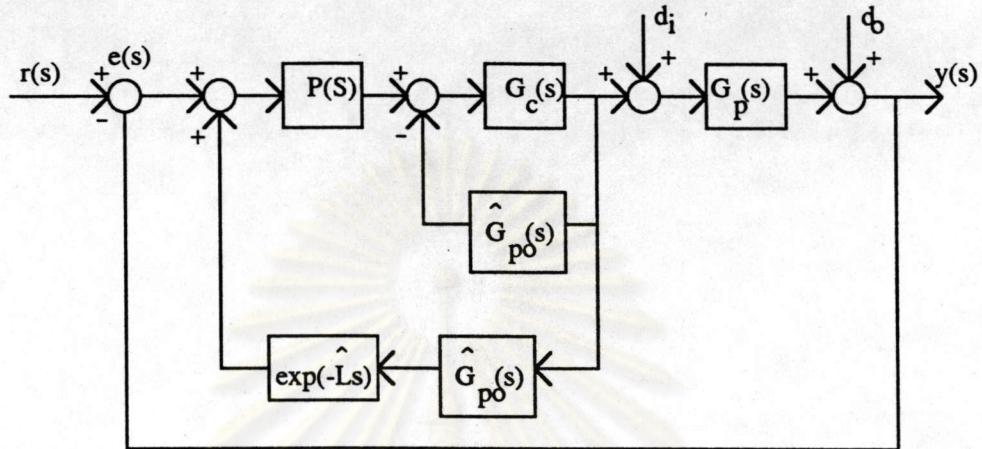 d_i
d_o
r(s)
+
e(s)
-
+
+
P(S)
+
-
G_c(s)
+
+
G_p(s)
+
+
y(s)
Ĝ_po(s)
exp(-L̂s)
Ĝ_po(s)